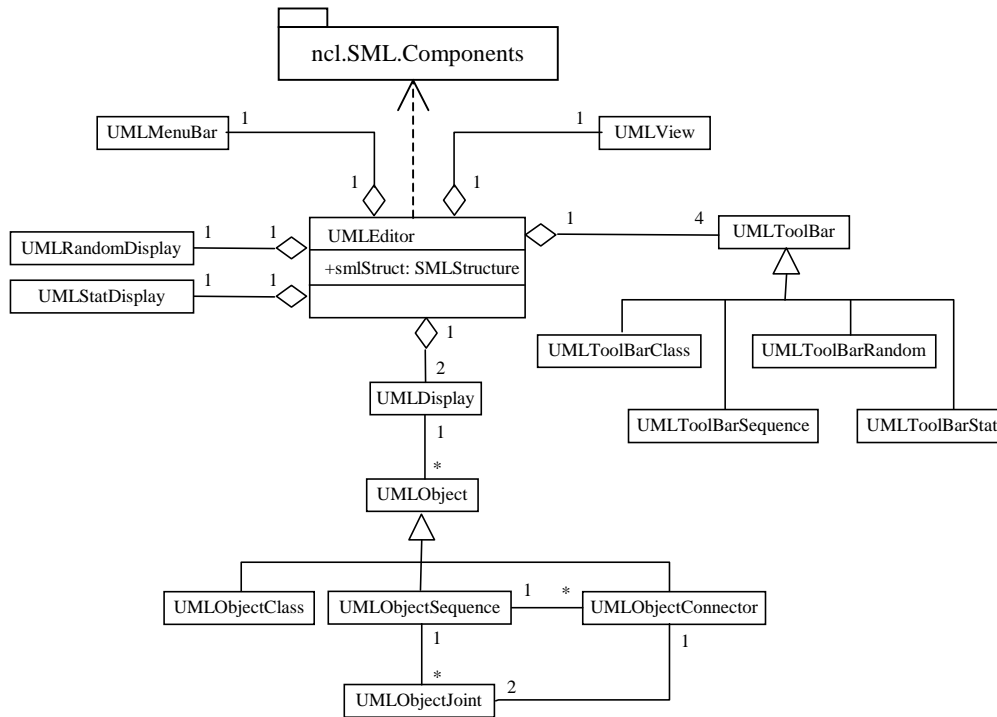 ncl.SML.Components
1
1
UMLMenuBar
UMLView
1
1
1
4
UMLEditor
UMLToolBar
1
1
UMLRandomDisplay
+smlStruct: SMLStructure
1
1
UMLStatDisplay
1
UMLToolBarClass
UMLToolBarRandom
2
UMLDisplay
UMLToolBarSequence
UMLToolBarStat
1
*
UMLObject
1
*
UMLObjectClass
UMLObjectSequence
UMLObjectConnector
1
1
*
2
UMLObjectJoint